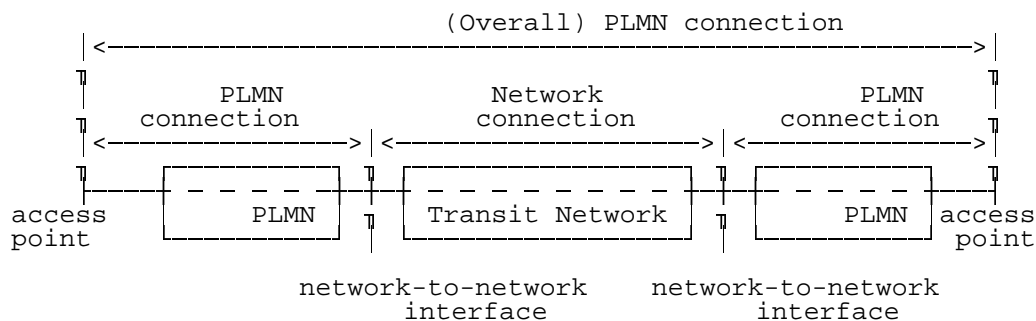 (Overall) PLMN connection
PLMN Network PLMN
connection connection connection
access PLMN Transit Network PLMN access
point point
network-to-network network-to-network
interface interface